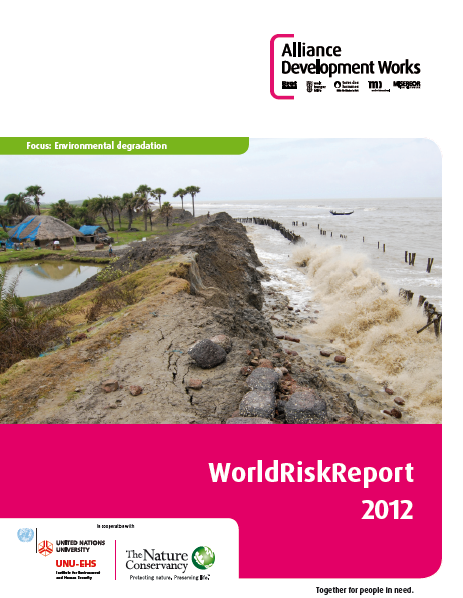 Alliance
Development Works
MISEREOR
Focus: Environmental degradation
WorldRiskReport
2012
In cooperation with
UNITED NATIONS
UNIVERSITY
UNU-EHS
Institute for Environment
and Human Security
The Nature
Conservancy
Protecting nature. Preserving life.
Together for people in need.